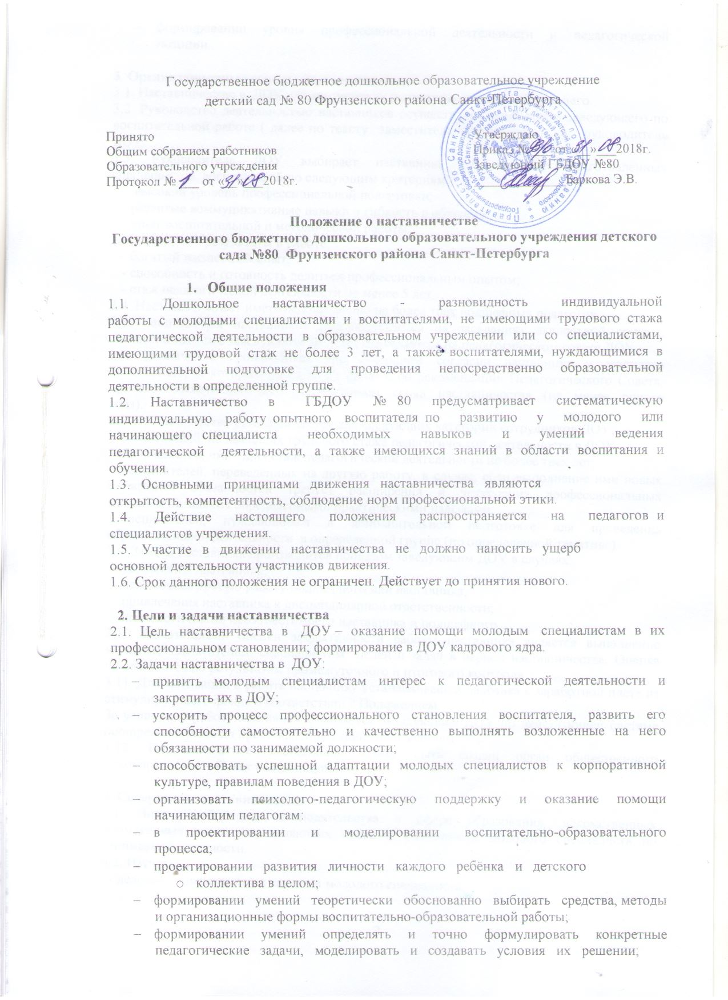 Государственное бюджетное дошкольное образовательное учреждение
детский сад № 80 Фрунзенского района Санкт-Петербурга
Принято
Общим собранием работников
Образовательного учреждения
Протокол № 1 от «31» 08 2018г.
Утверждаю
Приказ № от «31» 08 2018г.
Заведующий ГБДОУ №80
Баркова Э.В.
Положение о наставничестве
Государственного бюджетного дошкольного образовательного учреждения детского
сада №80 Фрунзенского района Санкт-Петербурга
1. Общие положения
1.1. Дошкольное наставничество - разновидность индивидуальной
работы с молодыми специалистами и воспитателями, не имеющими трудового стажа
педагогической деятельности в образовательном учреждении или со специалистами,
имеющими трудовой стаж не более 3 лет, а также воспитателями, нуждающимися в
дополнительной подготовке для проведения непосредственно образовательной
деятельности в определенной группе.
1.2. Наставничество в ГБДОУ № 80 предусматривает систематическую
индивидуальную работу опытного воспитателя по развитию у молодого или
начинающего специалиста необходимых навыков и умений ведения
педагогической деятельности, а также имеющихся знаний в области воспитания и
обучения.
1.3. Основными принципами движения наставничества являются
открытость, компетентность, соблюдение норм профессиональной этики.
1.4. Действие настоящего положения распространяется на педагогов и
специалистов учреждения.
1.5. Участие в движении наставничества не должно наносить ущерб
основной деятельности участников движения.
1.6. Срок данного положения не ограничен. Действует до принятия нового.
2. Цели и задачи наставничества
2.1. Цель наставничества в ДОУ – оказание помощи молодым специалистам в их
профессиональном становлении; формирование в ДОУ кадрового ядра.
2.2. Задачи наставничества в ДОУ:
– привить молодым специалистам интерес к педагогической деятельности и
закрепить их в ДОУ;
– ускорить процесс профессионального становления воспитателя, развить его
способности самостоятельно и качественно выполнять возложенные на него
обязанности по занимаемой должности;
– способствовать успешной адаптации молодых специалистов к корпоративной
культуре, правилам поведения в ДОУ;
– организовать психолого-педагогическую поддержку и оказание помощи
начинающим педагогам:
– в проектировании и моделировании воспитательно-образовательного
процесса;
– проектировании развития личности каждого ребёнка и детского
o коллектива в целом;
– формировании умений теоретически обоснованно выбирать средства, методы
и организационные формы воспитательно-образовательной работы;
– формировании умений определять и точно формулировать конкретные
педагогические задачи, моделировать и создавать условия их решении;